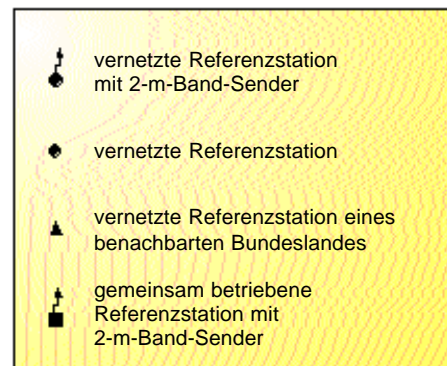 vernetzte Referenzstation
mit 2-m-Band-Sender
vernetzte Referenzstation
vernetzte Referenzstation eines
benachbarten Bundeslandes
gemeinsam betriebene
Referenzstation mit
2-m-Band-Sender